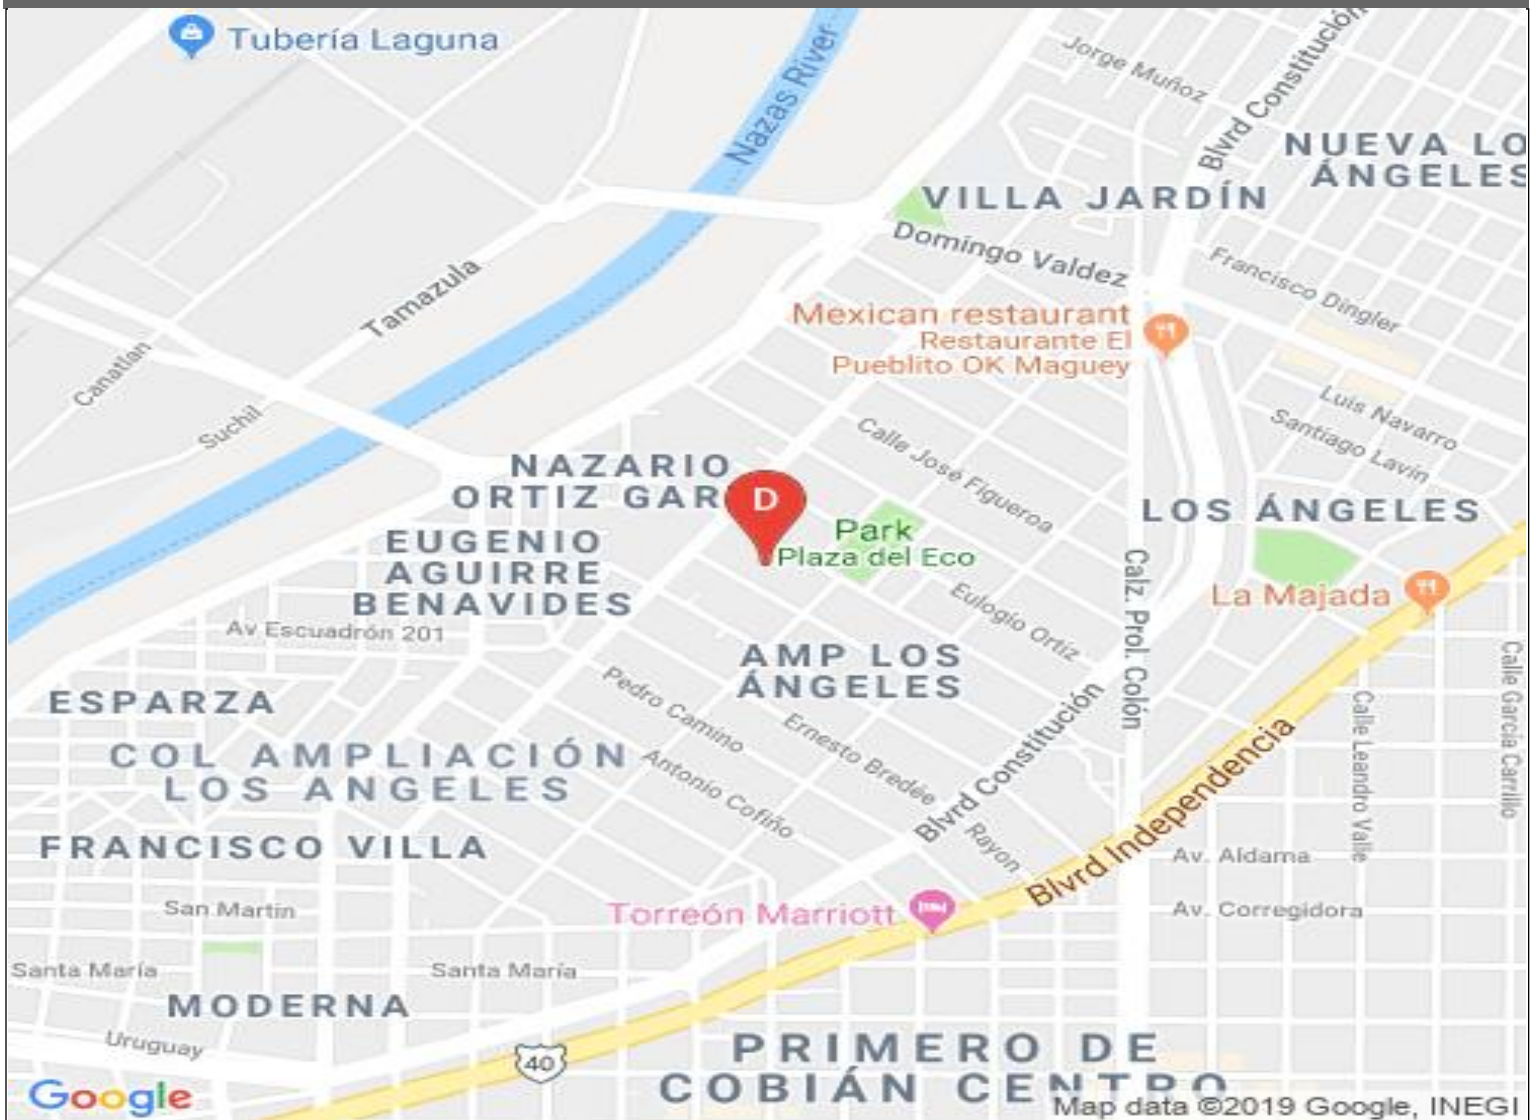 Tubería Laguna
Nazas River
Jorge Muñoz
Blvrd Constitución
NUEVA LO
ÁNGELES
VILLA JARDÍN
Domingo Valdez
Francisco Dingler
Tamazula
Mexican restaurant
Restaurante El
Pueblito OK Maguey
Canatlan
Suchil
Luis Navarro
Santiago Lavin
Calle José Figueroa
NAZARIO
ORTIZ GAR
D
LOS ÁNGELES
Park
Plaza del Eco
EUGENIO
AGUIRRE
BENAVIDES
Calz. Prol. Colón
La Majada
Eulogio Ortiz
Av Escuadrón 201
AMP LOS
ÁNGELES
Calle Garcia Carrillo
Pedro Camino
ESPARZA
Ernesto Bredée
Blvrd Constitución
Calle Leandro Valle
COL AMPLIACIÓN
LOS ANGELES
Antonio Cofiño
Blvrd Independencia
Rayon
FRANCISCO VILLA
Av. Aldama
San Martin
Torreón Marriott
Av. Corregidora
Santa María
Santa María
MODERNA
Uruguay
40
PRIMERO DE
COBIÁN CENTRO
Google
Map data ©2019 Google, INEGI